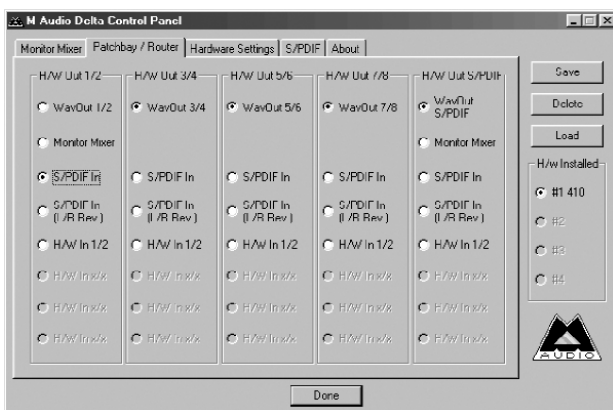 M Audio Delta Control Panel
Monitor Mixer
Patchbay / Router
Hardware Settings
S/PDIF
About
H/W Out 1/2
WavOut 1/2
Monitor Mixer
S/PDIF In
S/PDIF In
(L/R Rev.)
H/W In 1/2
H/W In x/x
H/W In x/x
H/W In x/x
H/W Out 3/4
WavOut 3/4
S/PDIF In
S/PDIF In
(L/R Rev.)
H/W In 1/2
H/W In x/x
H/W In x/x
H/W In x/x
H/W Out 5/6
WavOut 5/6
S/PDIF In
S/PDIF In
(L/R Rev.)
H/W In 1/2
H/W In x/x
H/W In x/x
H/W In x/x
H/W Out 7/8
WavOut 7/8
S/PDIF In
S/PDIF In
(L/R Rev.)
H/W In 1/2
H/W In x/x
H/W In x/x
H/W In x/x
H/W Out S/PDIF
WavOut
S/PDIF
Monitor Mixer
S/PDIF In
S/PDIF In
(L/R Rev.)
H/W In 1/2
H/W In x/x
H/W In x/x
H/W In x/x
Save
Delete
Load
H/w Installed
#1 410
#2
#3
#4
AUDIO
Done